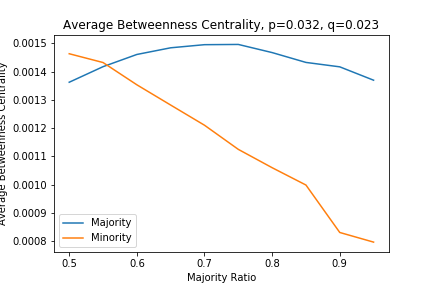 Average Betweenness Centrality, p=0.032, q=0.023
Average Betweenness Centrality
0.0015
0.0014
0.0013
0.0012
0.0011
0.0010
0.0009
0.0008
Majority
Minority
0.5 0.6 0.7 0.8 0.9
Majority Ratio